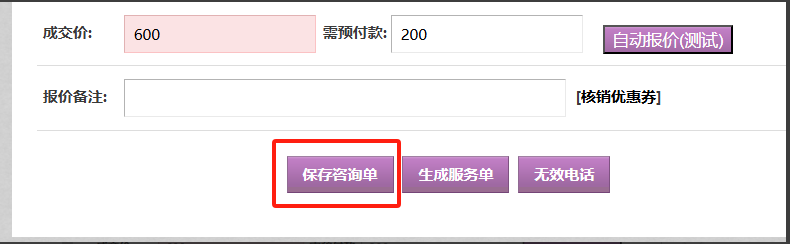 成交价: 600 需预付款: 200 自动报价(测试)
报价备注: [核销优惠券]
保存咨询单 生成服务单 无效电话